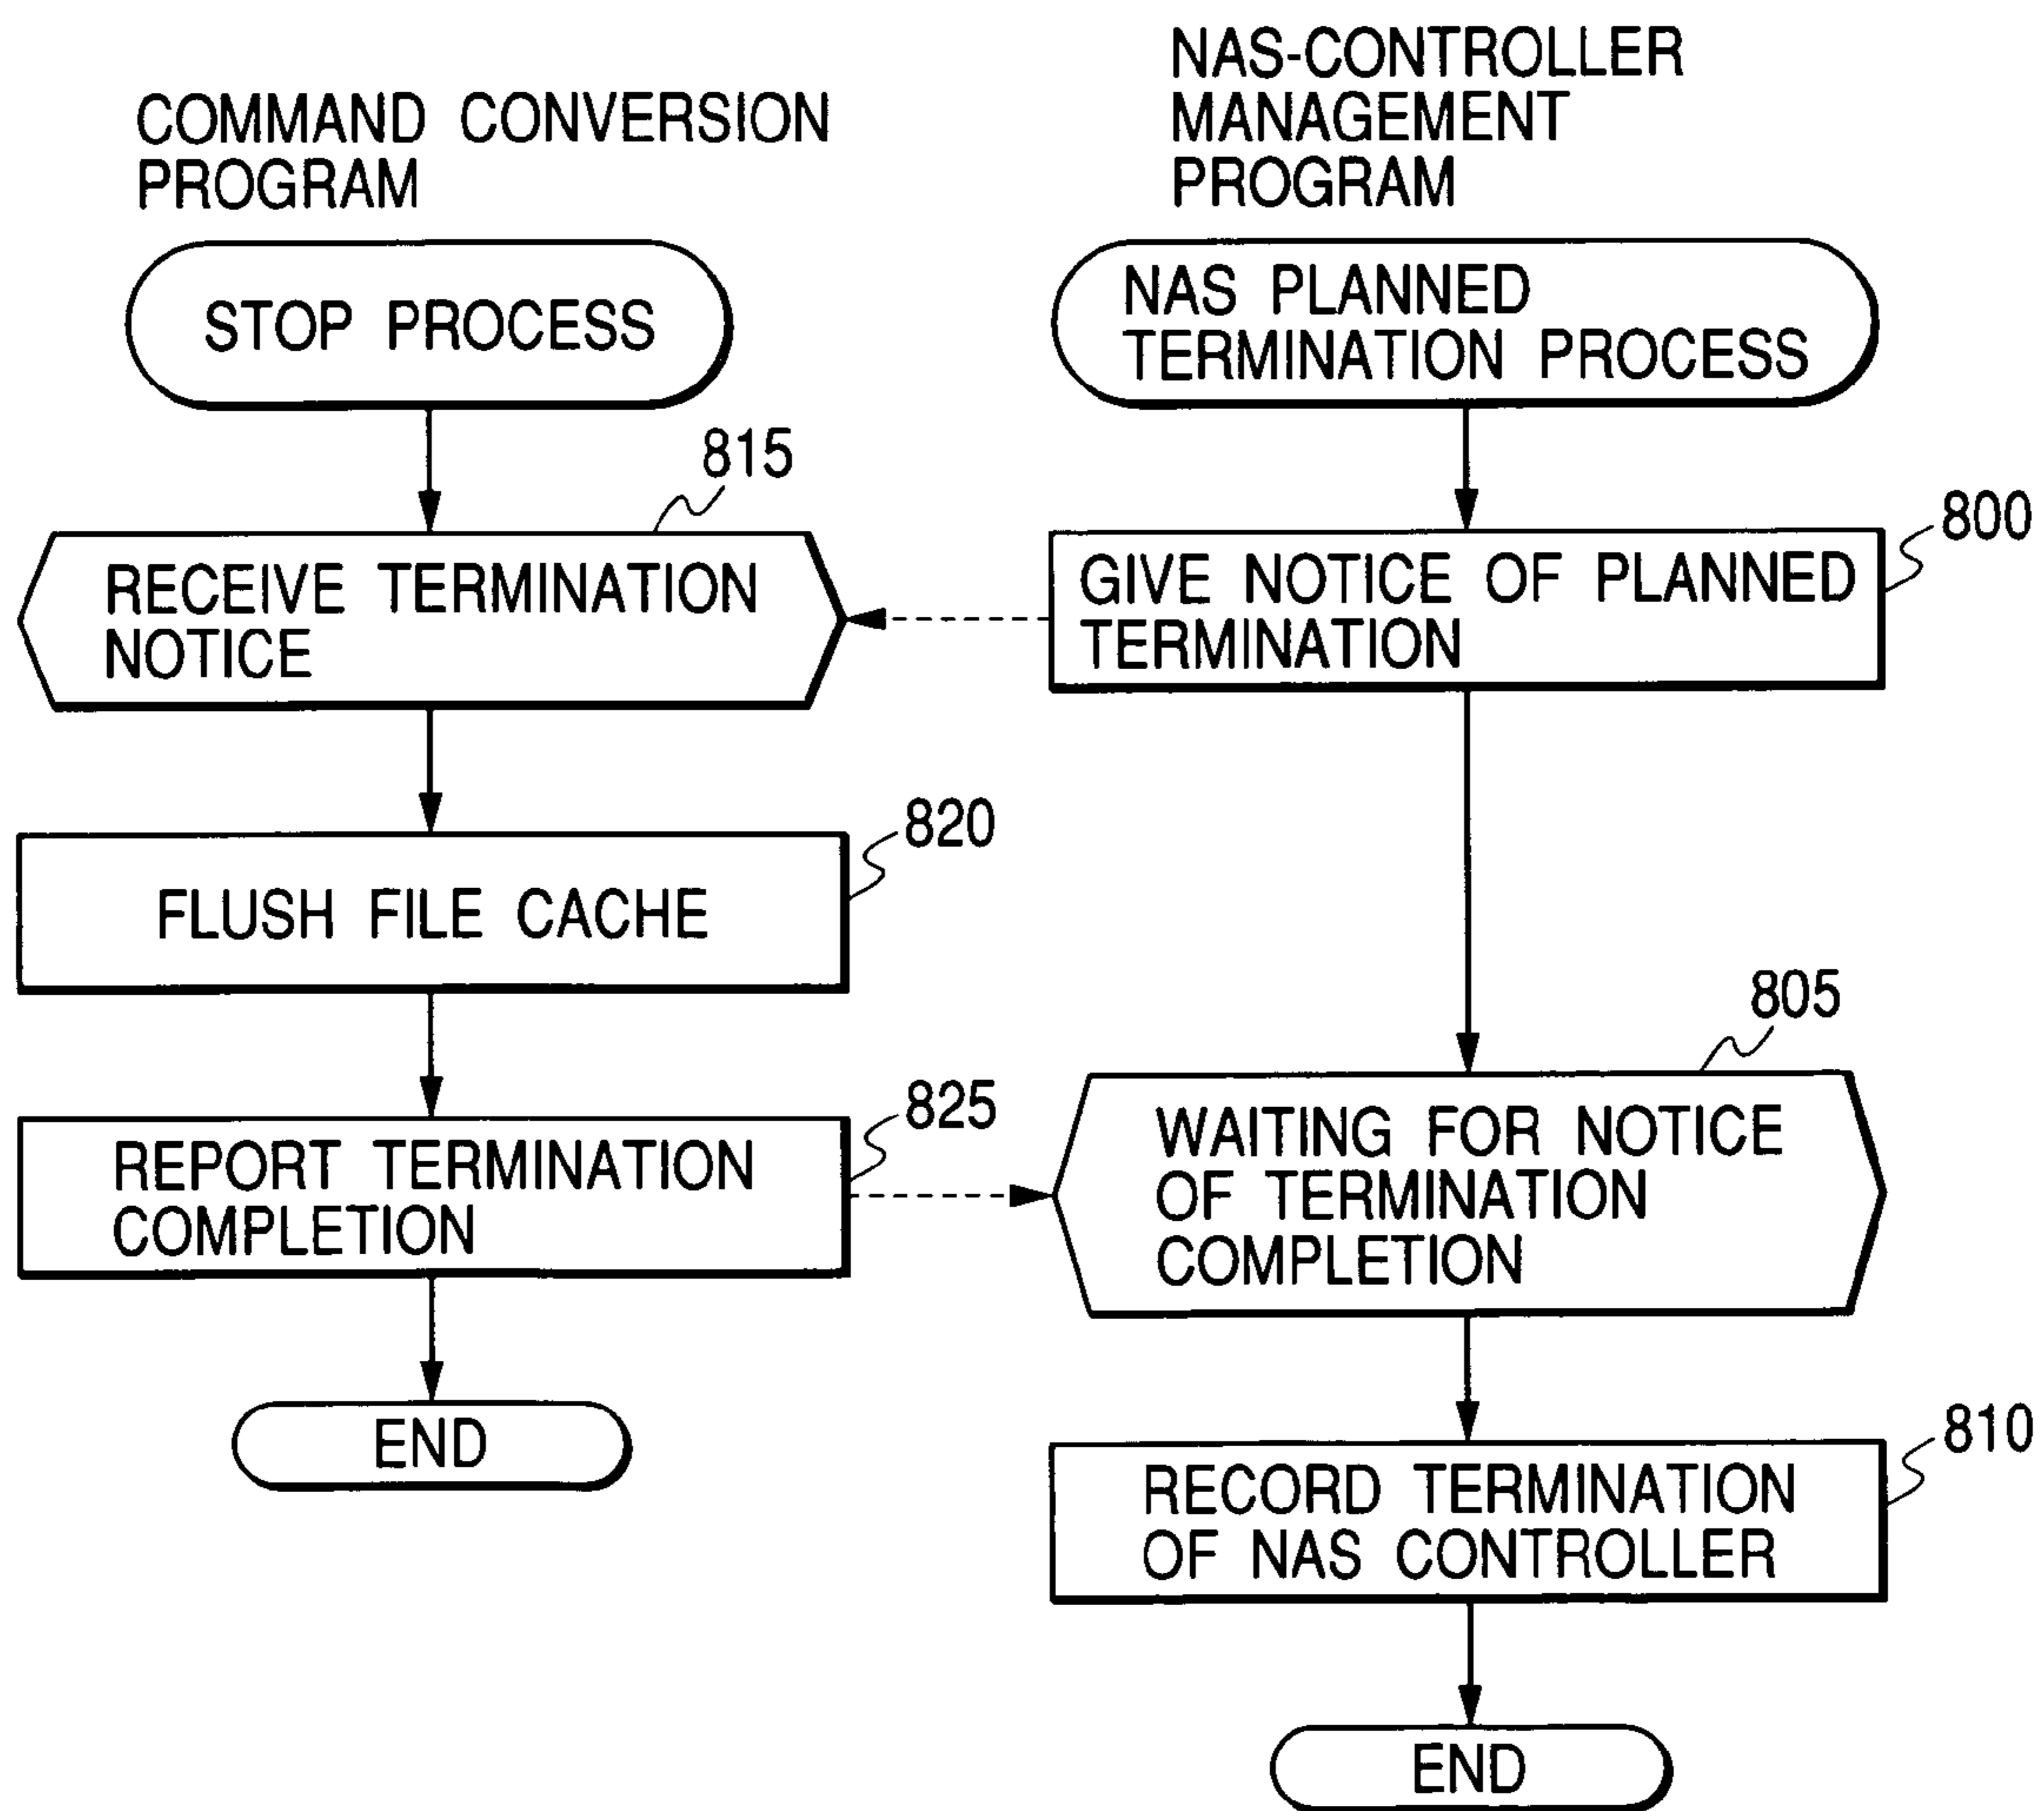 COMMAND CONVERSION
PROGRAM
STOP PROCESS
815
RECEIVE TERMINATION
NOTICE
820
FLUSH FILE CACHE
825
REPORT TERMINATION
COMPLETION
END
NAS-CONTROLLER
MANAGEMENT
PROGRAM
NAS PLANNED
TERMINATION PROCESS
800
GIVE NOTICE OF PLANNED
TERMINATION
805
WAITING FOR NOTICE
OF TERMINATION
COMPLETION
810
RECORD TERMINATION
OF NAS CONTROLLER
END